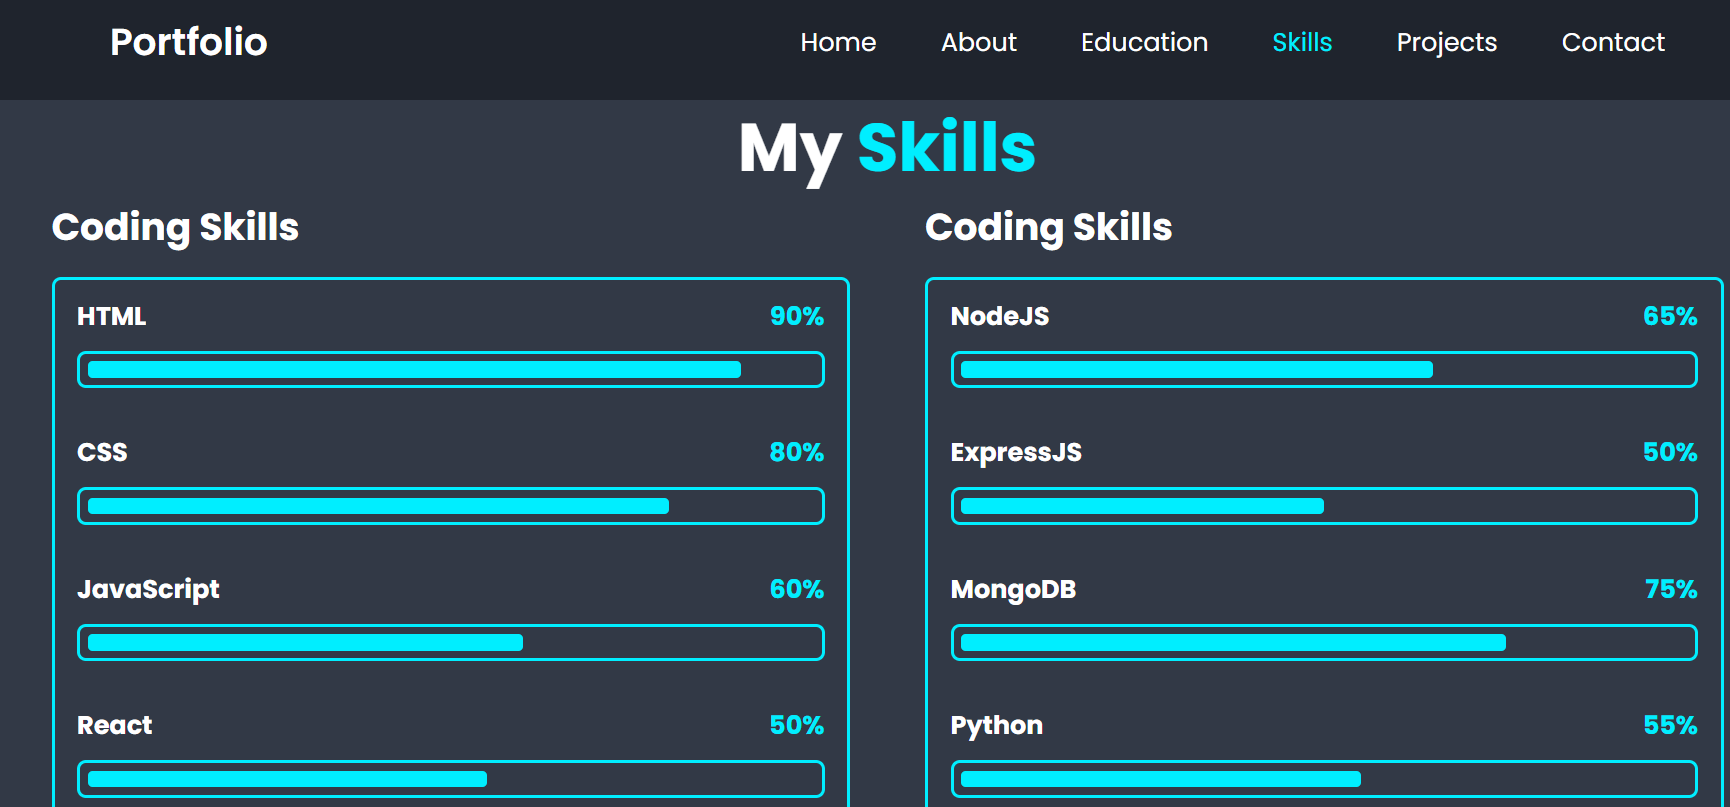 Portfolio Home About Education Skills Projects Contact
My Skills
Coding Skills
HTML 90%
CSS 80%
JavaScript 60%
React 50%
Coding Skills
NodeJS 65%
ExpressJS 50%
MongoDB 75%
Python 55%